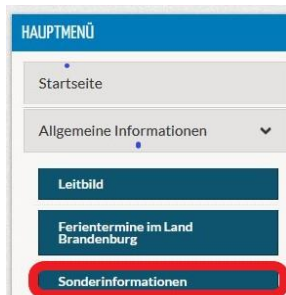 HAUPTMENÜ
Startseite
Allgemeine Informationen
Leitbild
Ferientermine im Land
Brandenburg
Sonderinformationen